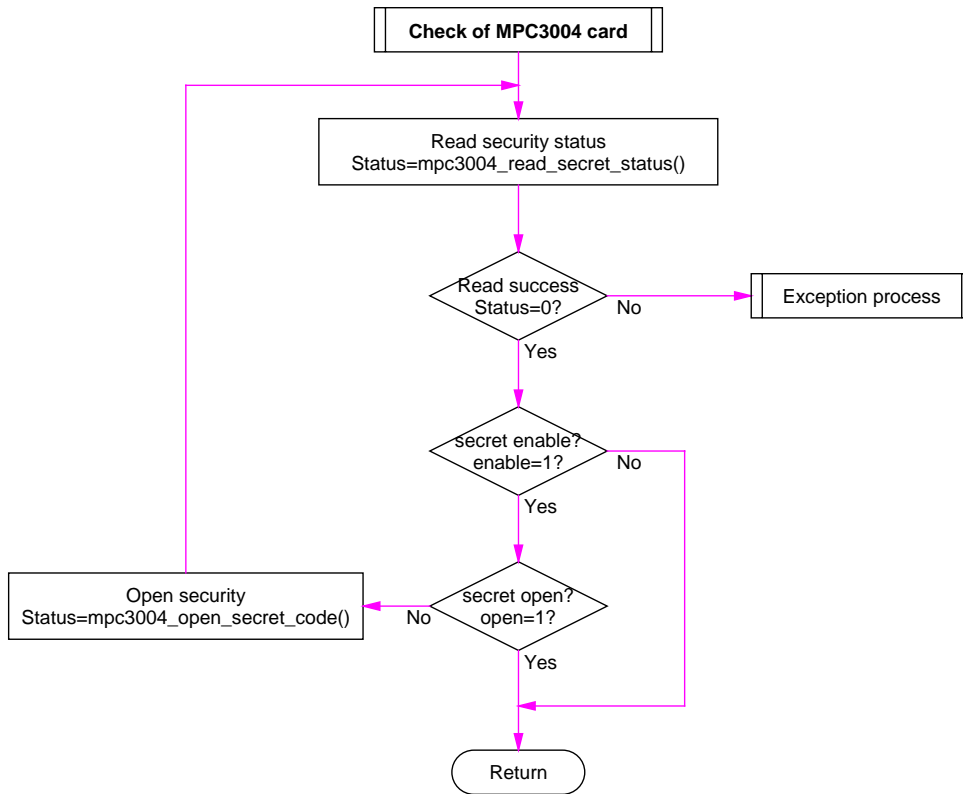 Check of MPC3004 card
Read security status
Status=mpc3004_read_secret_status()
Read success
Status=0?
No
Exception process
Yes
secret enable?
enable=1?
No
Yes
Open security
Status=mpc3004_open_secret_code()
No
secret open?
open=1?
Yes
Return